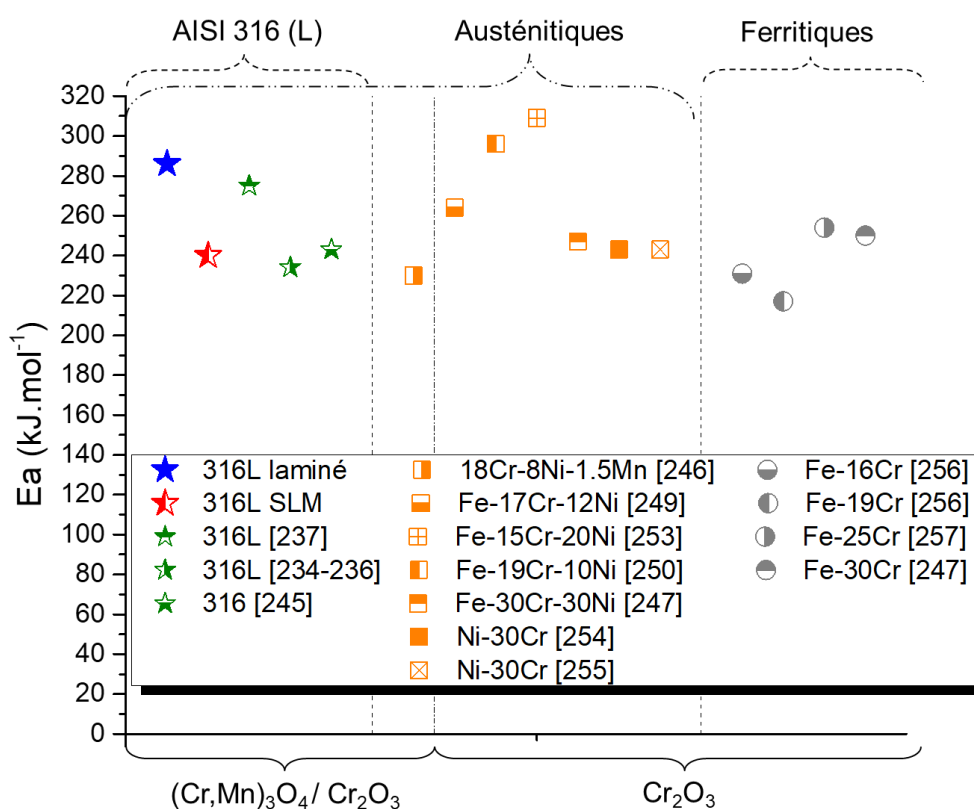 AISI 316 (L)
Austénitiques
Ferritiques
Ea (kJ.mol⁻¹)
320
300
280
260
240
220
200
180
160
140
120
100
80
60
40
20
0
316L laminé
316L SLM
316L [237]
316L [234-236]
316 [245]
18Cr-8Ni-1.5Mn [246]
Fe-17Cr-12Ni [249]
Fe-15Cr-20Ni [253]
Fe-19Cr-10Ni [250]
Fe-30Cr-30Ni [247]
Ni-30Cr [254]
Ni-30Cr [255]
Fe-16Cr [256]
Fe-19Cr [256]
Fe-25Cr [257]
Fe-30Cr [247]
(Cr,Mn)₃O₄ / Cr₂O₃
Cr₂O₃